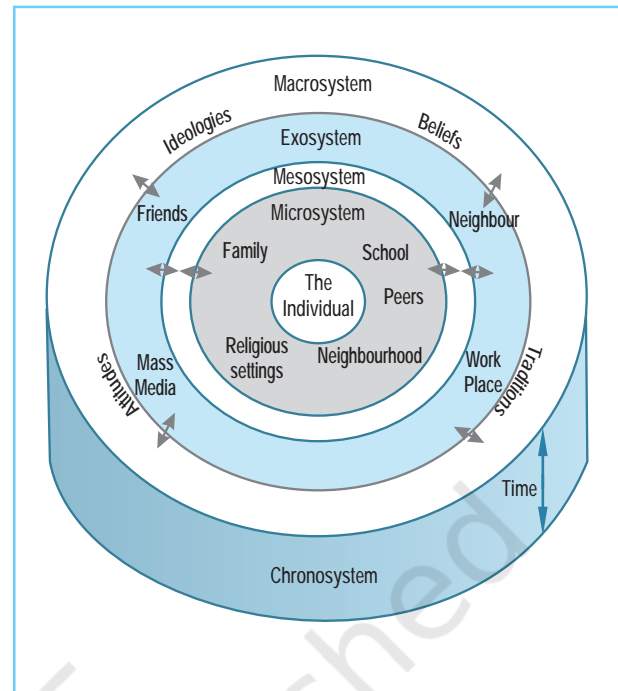 Macrosystem
Ideologies
Beliefs
Exosystem
Mesosystem
Friends
Neighbour
Microsystem
Family
School
The
Individual
Peers
Religious
settings
Neighbourhood
Mass
Media
Work
Place
Attitudes
Traditions
Time
Chronosystem